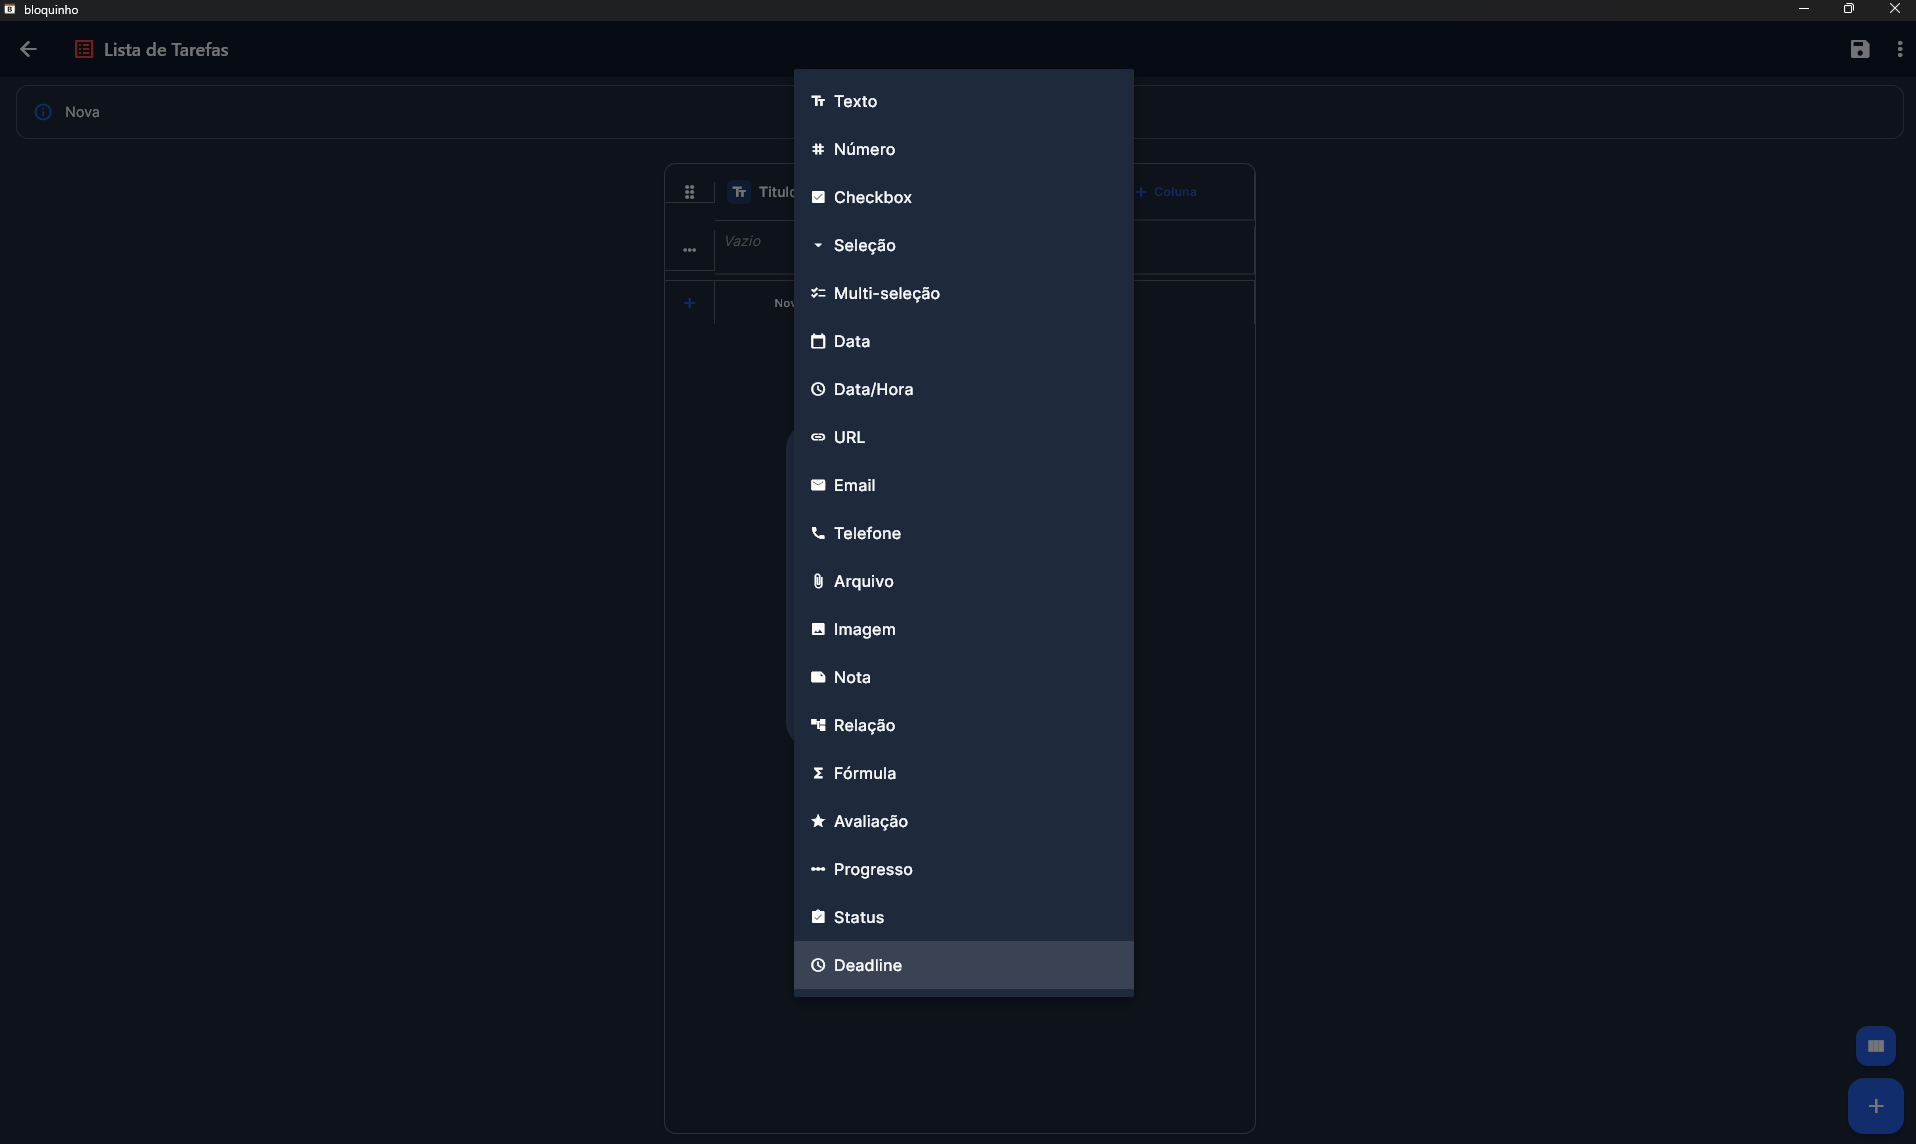 bloquinho
Lista de Tarefas
Nova
Texto
Número
Checkbox
Titulo
+ Coluna
Seleção
Vazio
Multi-seleção
Data
Data/Hora
URL
Email
Telefone
Arquivo
Imagem
Nota
Relação
Fórmula
Avaliação
Progresso
Status
Deadline